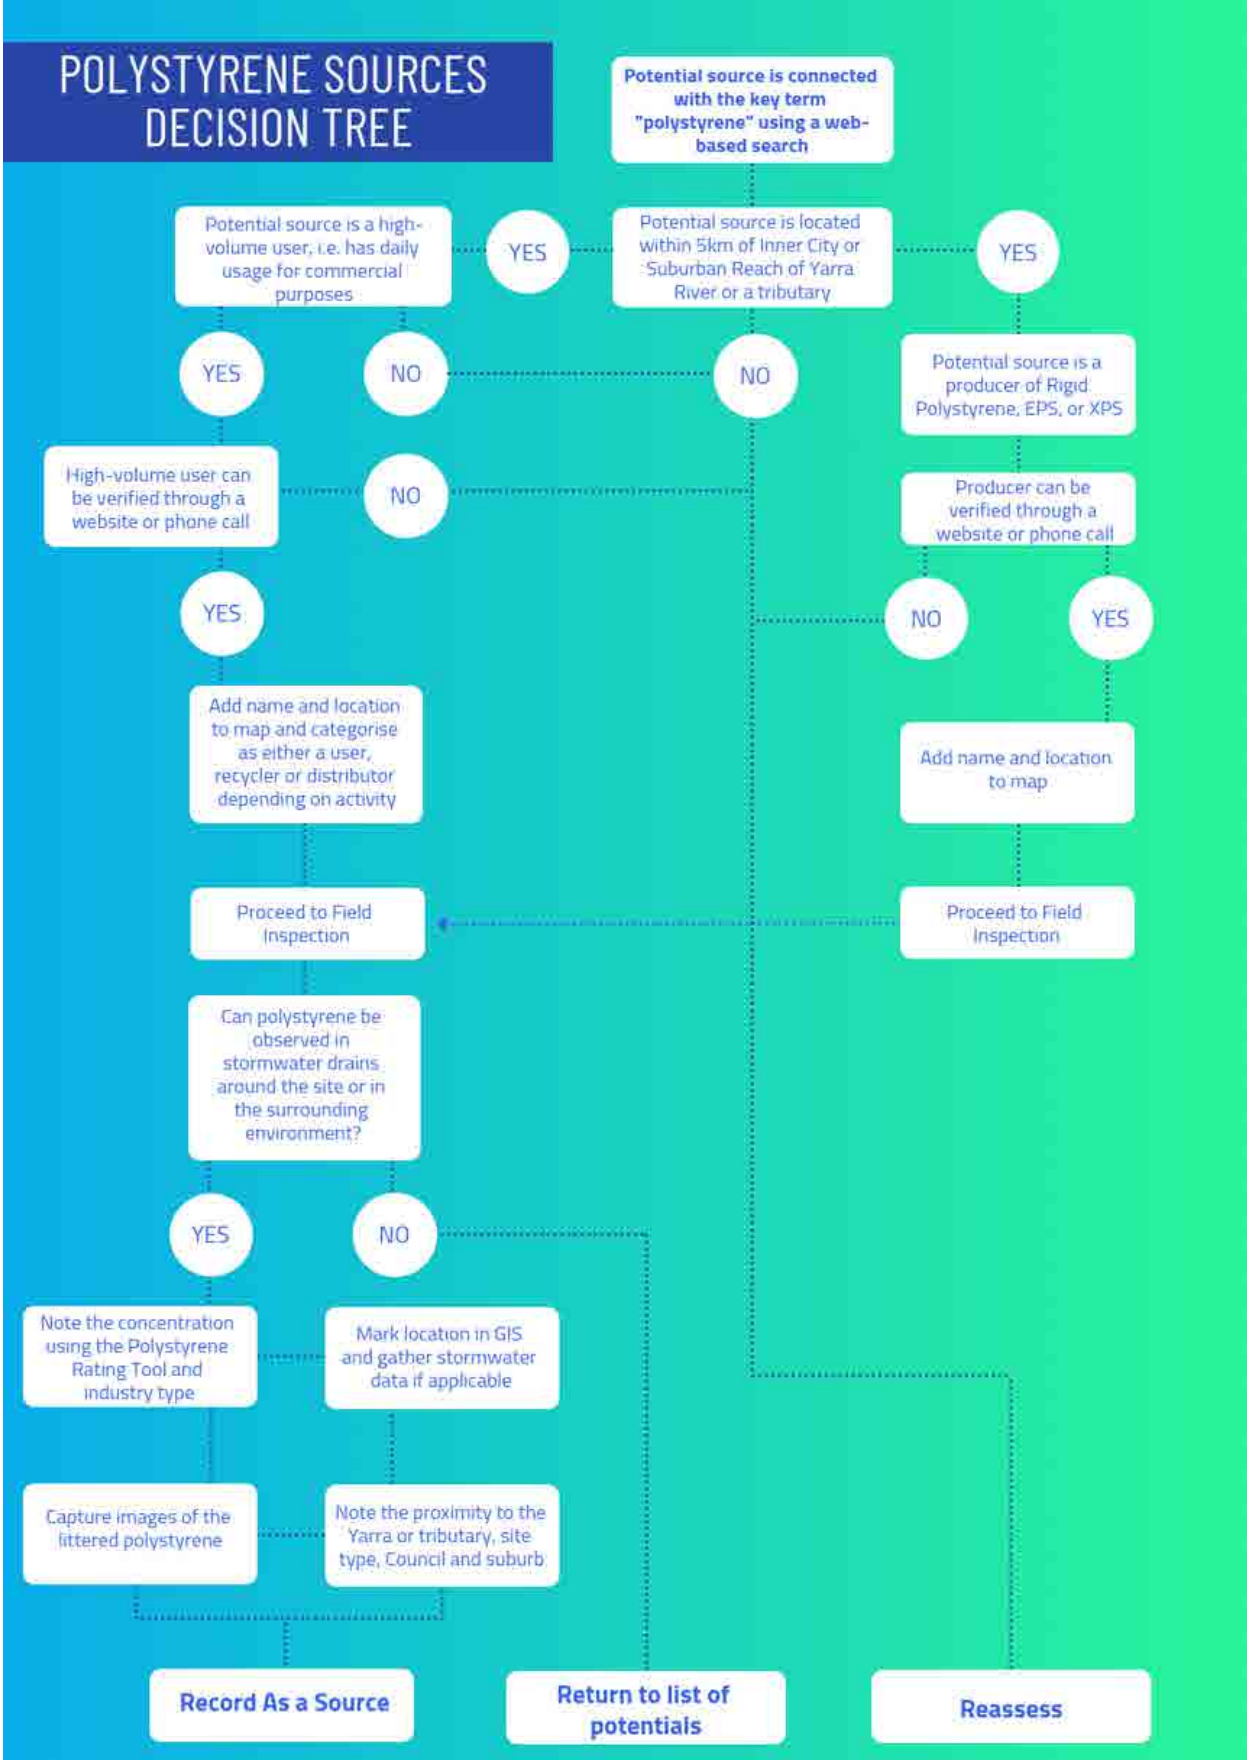 POLYSTYRENE SOURCES
DECISION TREE
Potential source is connected
with the key term
"polystyrene" using a web-
based search
Potential source is a high-
volume user, i.e. has daily
usage for commercial
purposes
YES
Potential source is located
within 5km of Inner City or
Suburban Reach of Yarra
River or a tributary
YES
YES
NO
NO
Potential source is a
producer of Rigid
Polystyrene, EPS, or XPS
High-volume user can
be verified through a
website or phone call
NO
Producer can be
verified through a
website or phone call
YES
NO
YES
Add name and location
to map and categorise
as either a user,
recycler or distributor
depending on activity
Add name and location
to map
Proceed to Field
Inspection
Proceed to Field
Inspection
Can polystyrene be
observed in
stormwater drains
around the site or in
the surrounding
environment?
YES
NO
Note the concentration
using the Polystyrene
Rating Tool and
industry type
Mark location in GIS
and gather stormwater
data if applicable
Capture images of the
littered polystyrene
Note the proximity to the
Yarra or tributary, site
type, Council and suburb
Record As a Source
Return to list of
potentials
Reassess